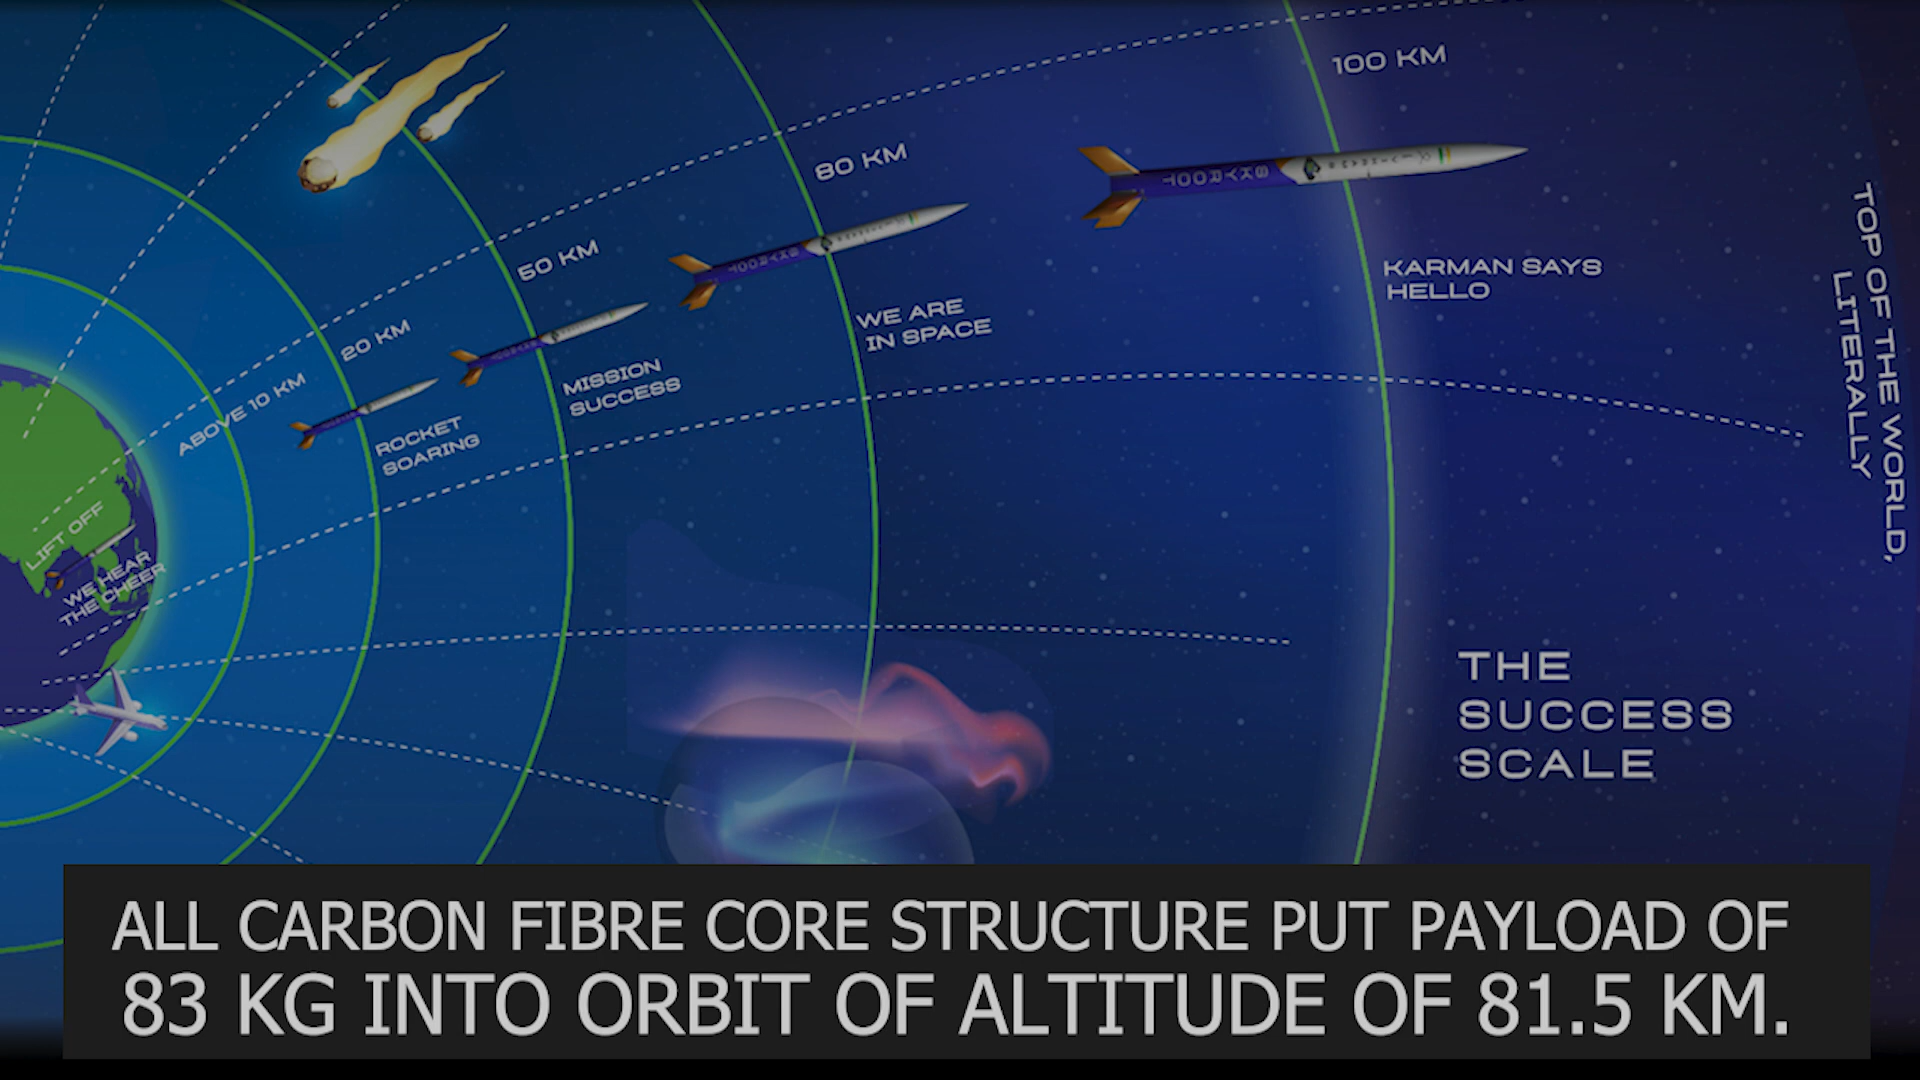 100 KM
80 KM
50 KM
20 KM
ABOVE 10 KM
LIFT OFF
WE HEAR
THE CHEER
ROCKET
SOARING
MISSION
SUCCESS
WE ARE
IN SPACE
KARMAN SAYS
HELLO
TOP OF THE WORLD,
LITERALLY
SKYROOT
SKYROOT
THE
SUCCESS
SCALE
ALL CARBON FIBRE CORE STRUCTURE PUT PAYLOAD OF
83 KG INTO ORBIT OF ALTITUDE OF 81.5 KM.